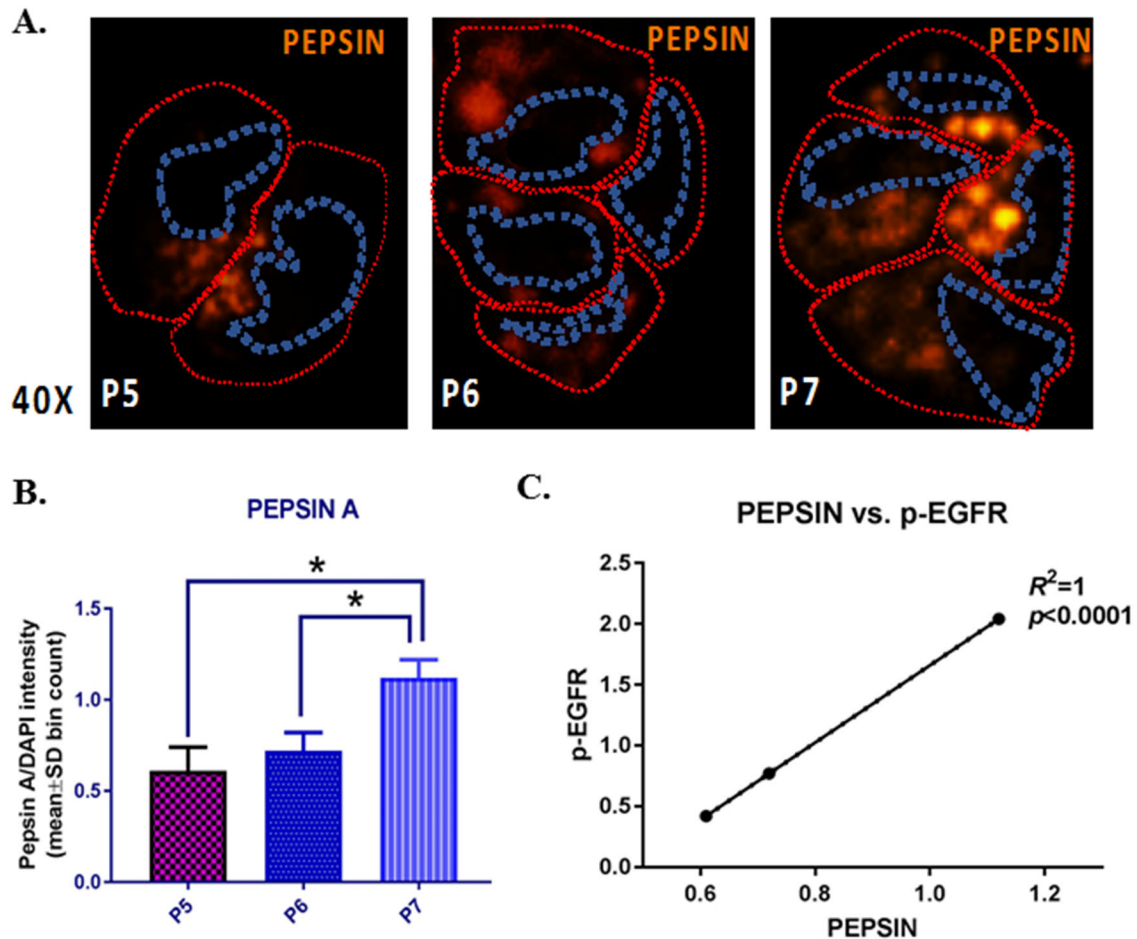 A.
PEPSIN
PEPSIN
PEPSIN
40X
P5
P6
P7
B.
PEPSIN A
*
*
Pepsin A/DAPI intensity
(mean±SD bin count)
1.5
1.0
0.5
0.0
P5
P6
P7
C.
PEPSIN vs. p-EGFR
R²=1
p<0.0001
p-EGFR
2.5
2.0
1.5
1.0
0.5
0.0
0.6
0.8
1.0
1.2
PEPSIN